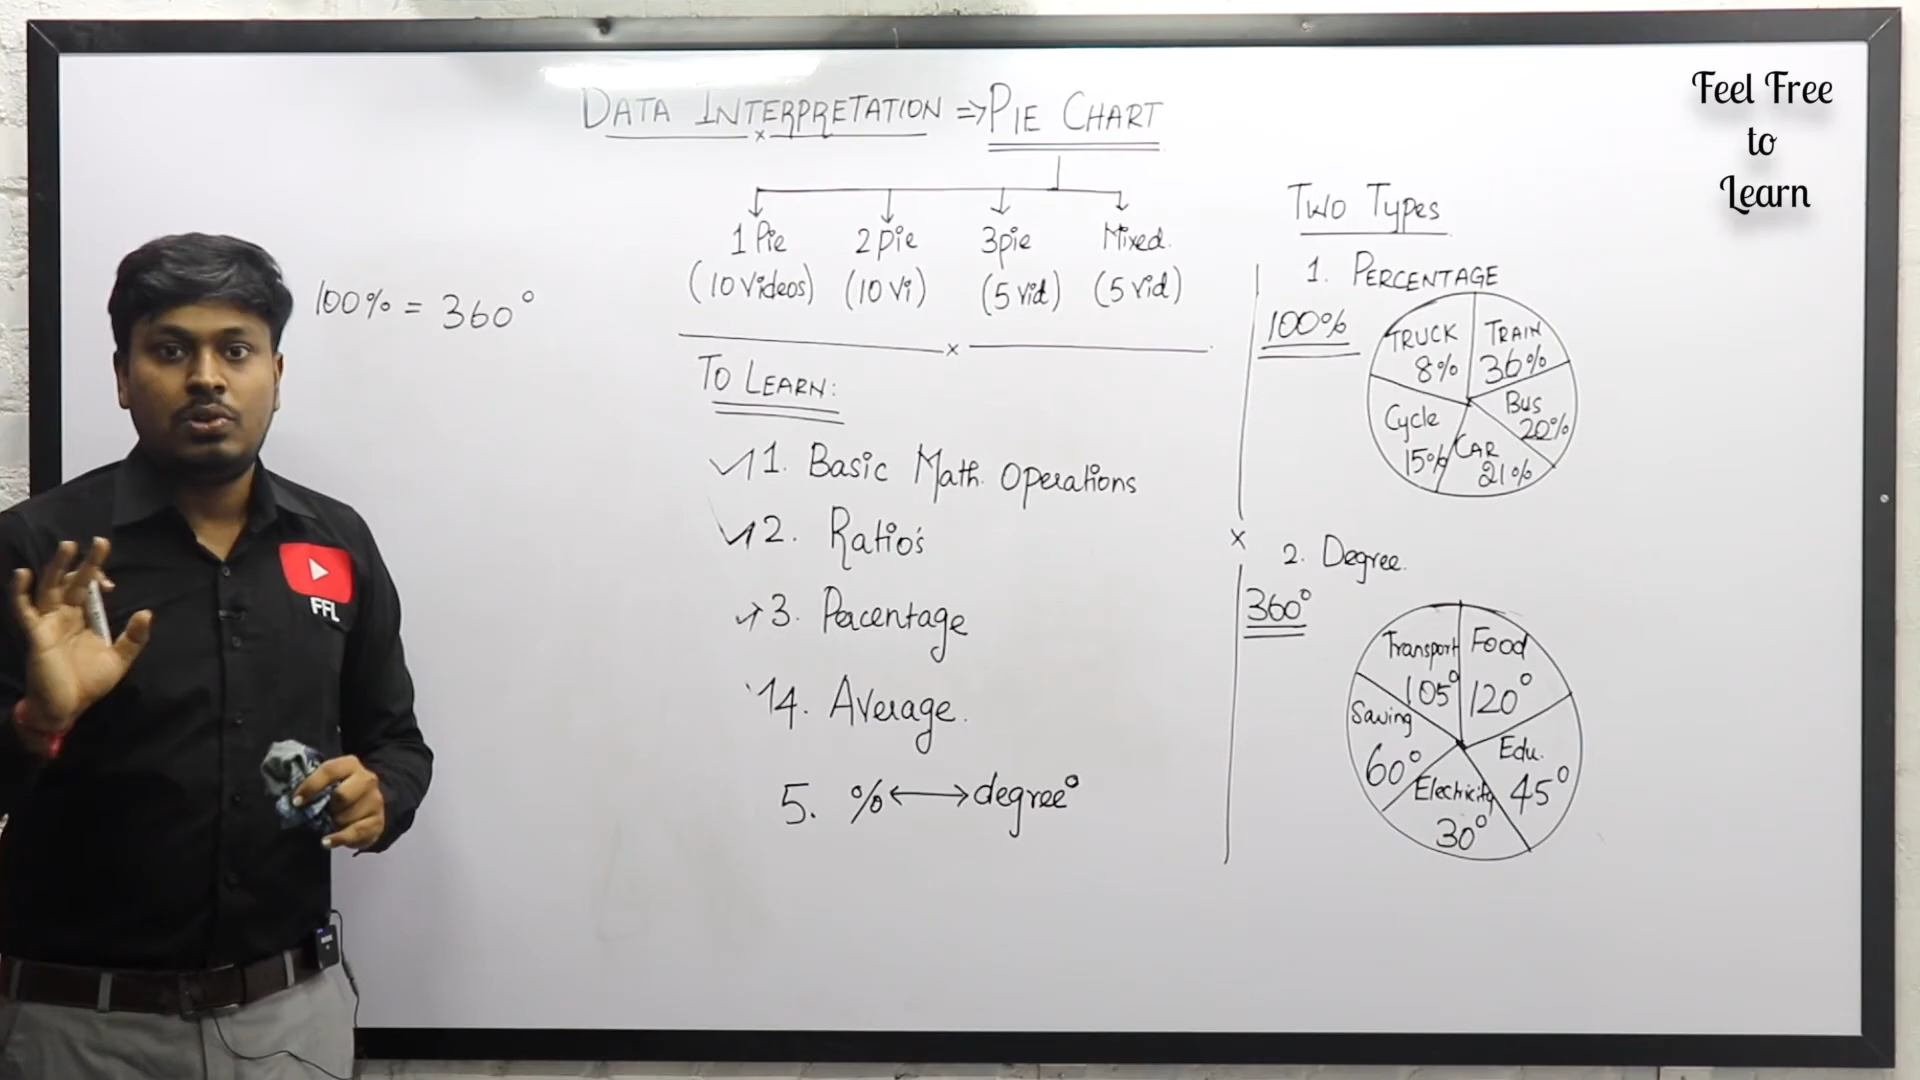 DATA INTERPRETATION ⇒ PIE CHART
1 Pie 2 pie 3pie Mixed.
(10 Videos) (10 Vi) (5 Vid) (5 Vid)
TO LEARN:
1. Basic Math. Operations
2. Ratio's
3. Pecentage
4. Average.
5. % ⟷ degree°
100% = 360°
Two Types
1. PERCENTAGE
100%
TRUCK
8%
TRAIN
36%
Bus
20%
CAR
21%
Cycle
15%
2. Degree.
360°
Transport
105°
Food
120°
Edu.
45°
Electricity
30°
Saving
60°
Feel Free
to
Learn
FFL